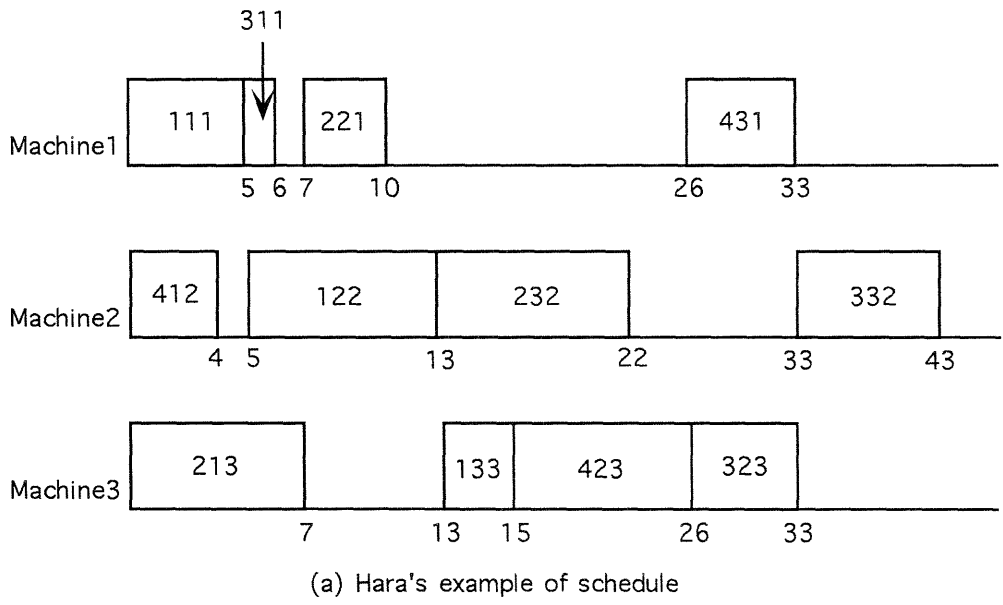 311
111
221
431
Machine1
5 6 7 10 26 33
412
122
232
332
Machine2
4 5 13 22 33 43
213
133
423
323
Machine3
7 13 15 26 33
(a) Hara's example of schedule